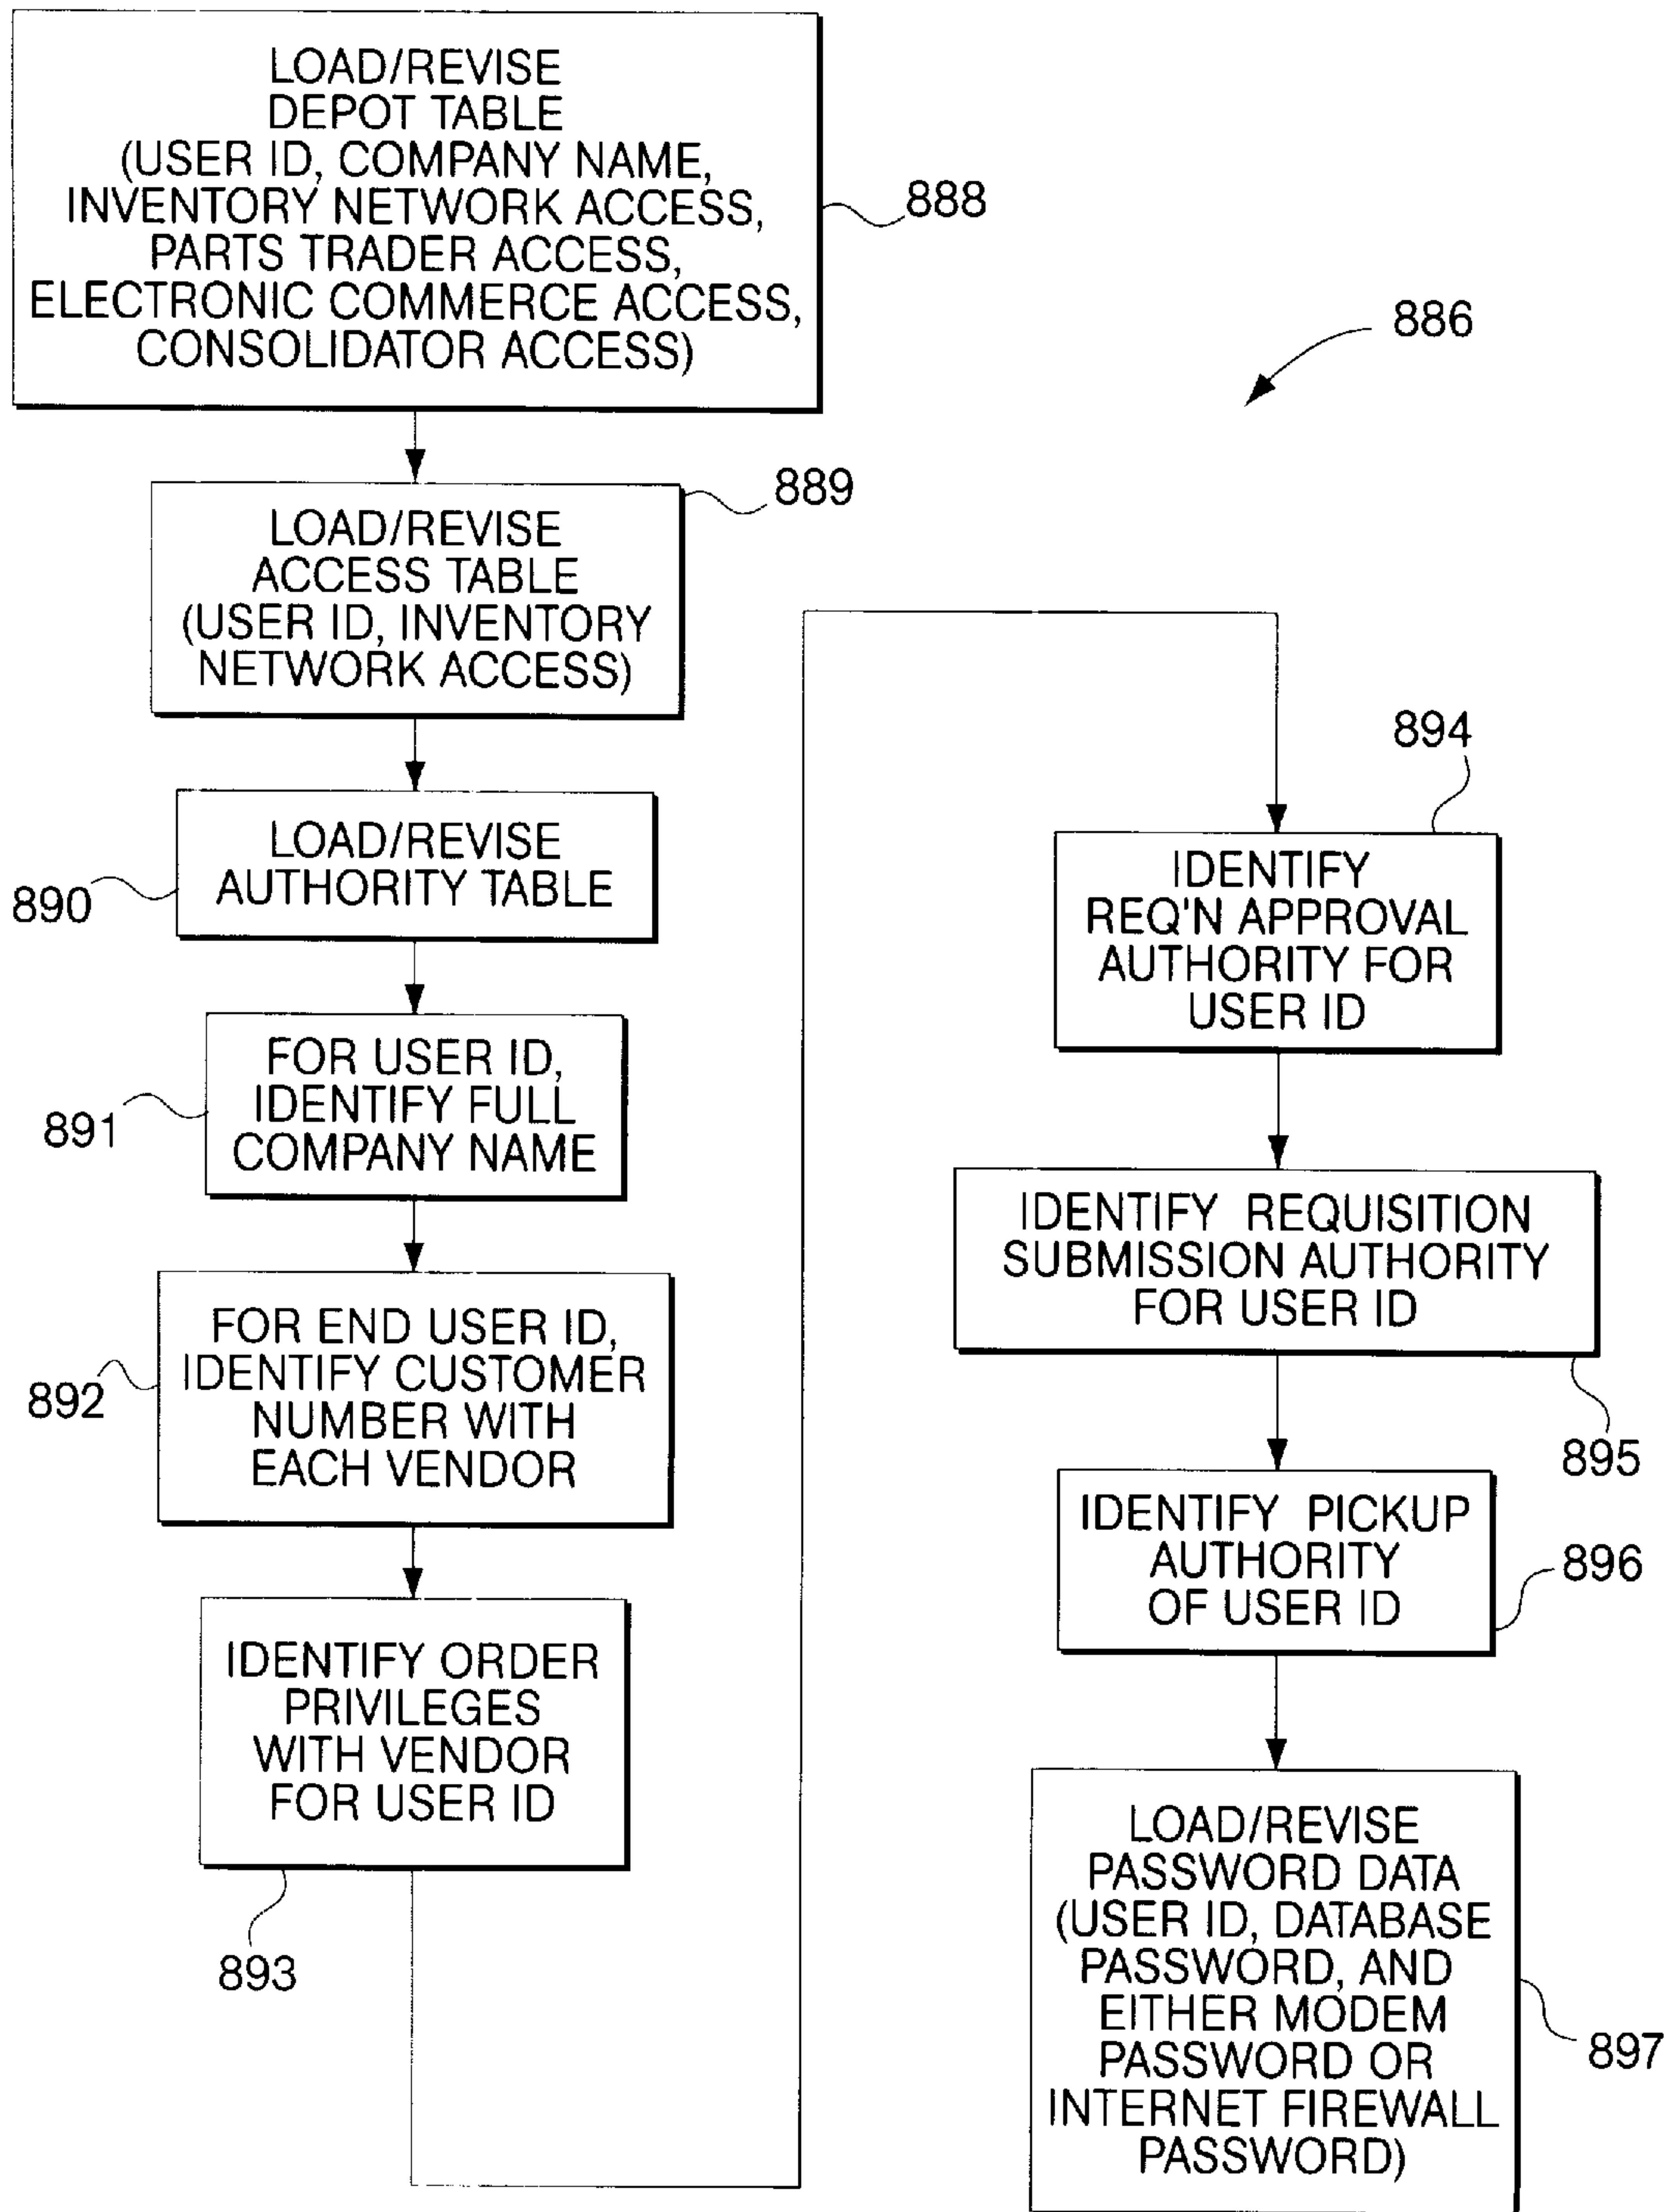 LOAD/REVISE
DEPOT TABLE
(USER ID, COMPANY NAME,
INVENTORY NETWORK ACCESS,
PARTS TRADER ACCESS,
ELECTRONIC COMMERCE ACCESS,
CONSOLIDATOR ACCESS)
888
886
LOAD/REVISE
ACCESS TABLE
(USER ID, INVENTORY
NETWORK ACCESS)
889
LOAD/REVISE
AUTHORITY TABLE
890
FOR USER ID,
IDENTIFY FULL
COMPANY NAME
891
FOR END USER ID,
IDENTIFY CUSTOMER
NUMBER WITH
EACH VENDOR
892
IDENTIFY ORDER
PRIVILEGES
WITH VENDOR
FOR USER ID
893
894
IDENTIFY
REQ'N APPROVAL
AUTHORITY FOR
USER ID
IDENTIFY REQUISITION
SUBMISSION AUTHORITY
FOR USER ID
895
IDENTIFY PICKUP
AUTHORITY
OF USER ID
896
LOAD/REVISE
PASSWORD DATA
(USER ID, DATABASE
PASSWORD, AND
EITHER MODEM
PASSWORD OR
INTERNET FIREWALL
PASSWORD)
897